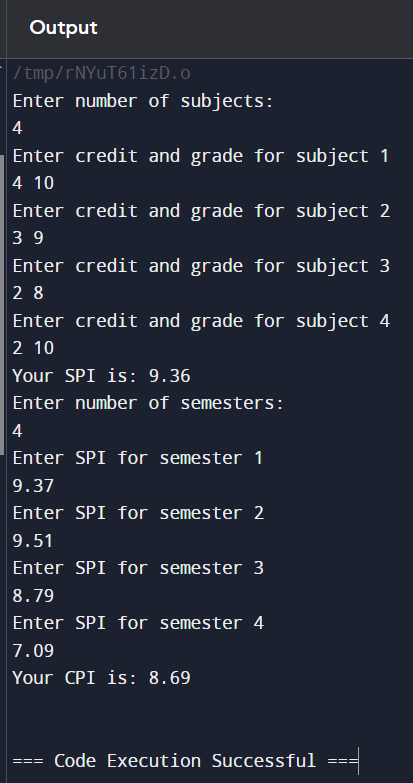 Output
/tmp/rNYuT61izD.o
Enter number of subjects:
4
Enter credit and grade for subject 1
4 10
Enter credit and grade for subject 2
3 9
Enter credit and grade for subject 3
2 8
Enter credit and grade for subject 4
2 10
Your SPI is: 9.36
Enter number of semesters:
4
Enter SPI for semester 1
9.37
Enter SPI for semester 2
9.51
Enter SPI for semester 3
8.79
Enter SPI for semester 4
7.09
Your CPI is: 8.69
=== Code Execution Successful ===